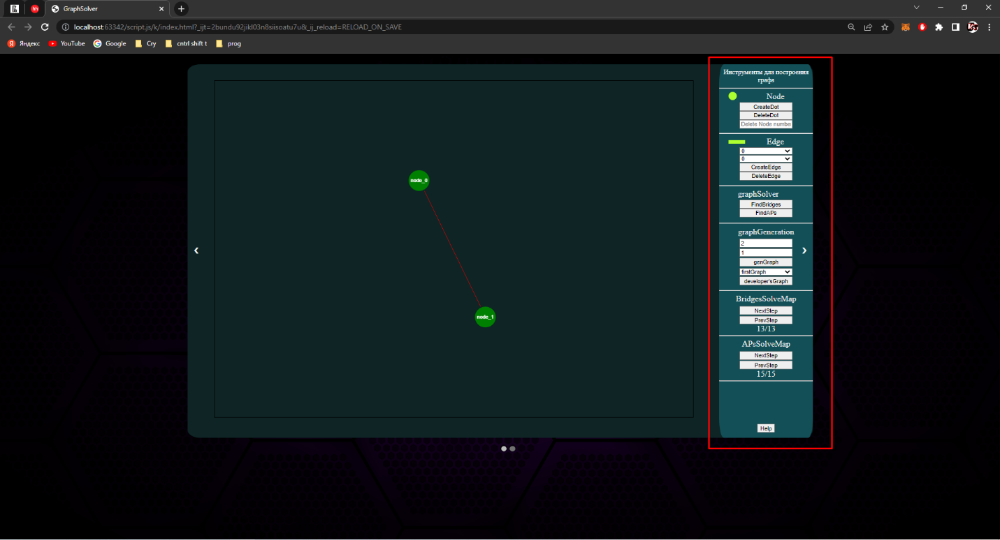 hh
GraphSolver
localhost:63342/script.js/k/index.html?_ijt=2bundu92jikl03n8siisoatu7u&_ij_reload=RELOAD_ON_SAVE
Яндекс
YouTube
Google
Cry
cntrl shift t
prog
Инструменты для построения
графа
Node
CreateDot
DeleteDot
Delete Node number
Edge
0
0
CreateEdge
DeleteEdge
graphSolver
FindBridges
FindAPs
graphGeneration
2
1
genGraph
firstGraph
developer'sGraph
BridgesSolveMap
NextStep
PrevStep
13/13
APsSolveMap
NextStep
PrevStep
15/15
Help
node_0
node_1